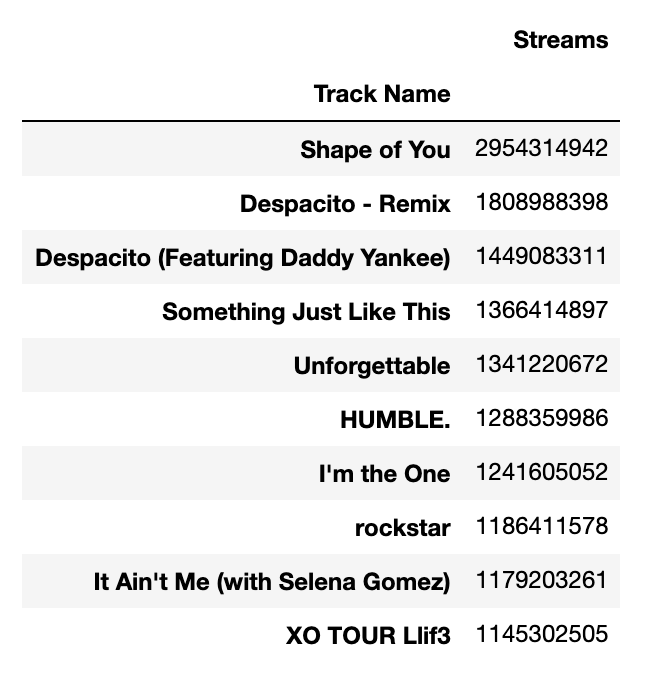 Streams
Track Name
Shape of You 2954314942
Despacito - Remix 1808988398
Despacito (Featuring Daddy Yankee) 1449083311
Something Just Like This 1366414897
Unforgettable 1341220672
HUMBLE. 1288359986
I'm the One 1241605052
rockstar 1186411578
It Ain't Me (with Selena Gomez) 1179203261
XO TOUR Llif3 1145302505